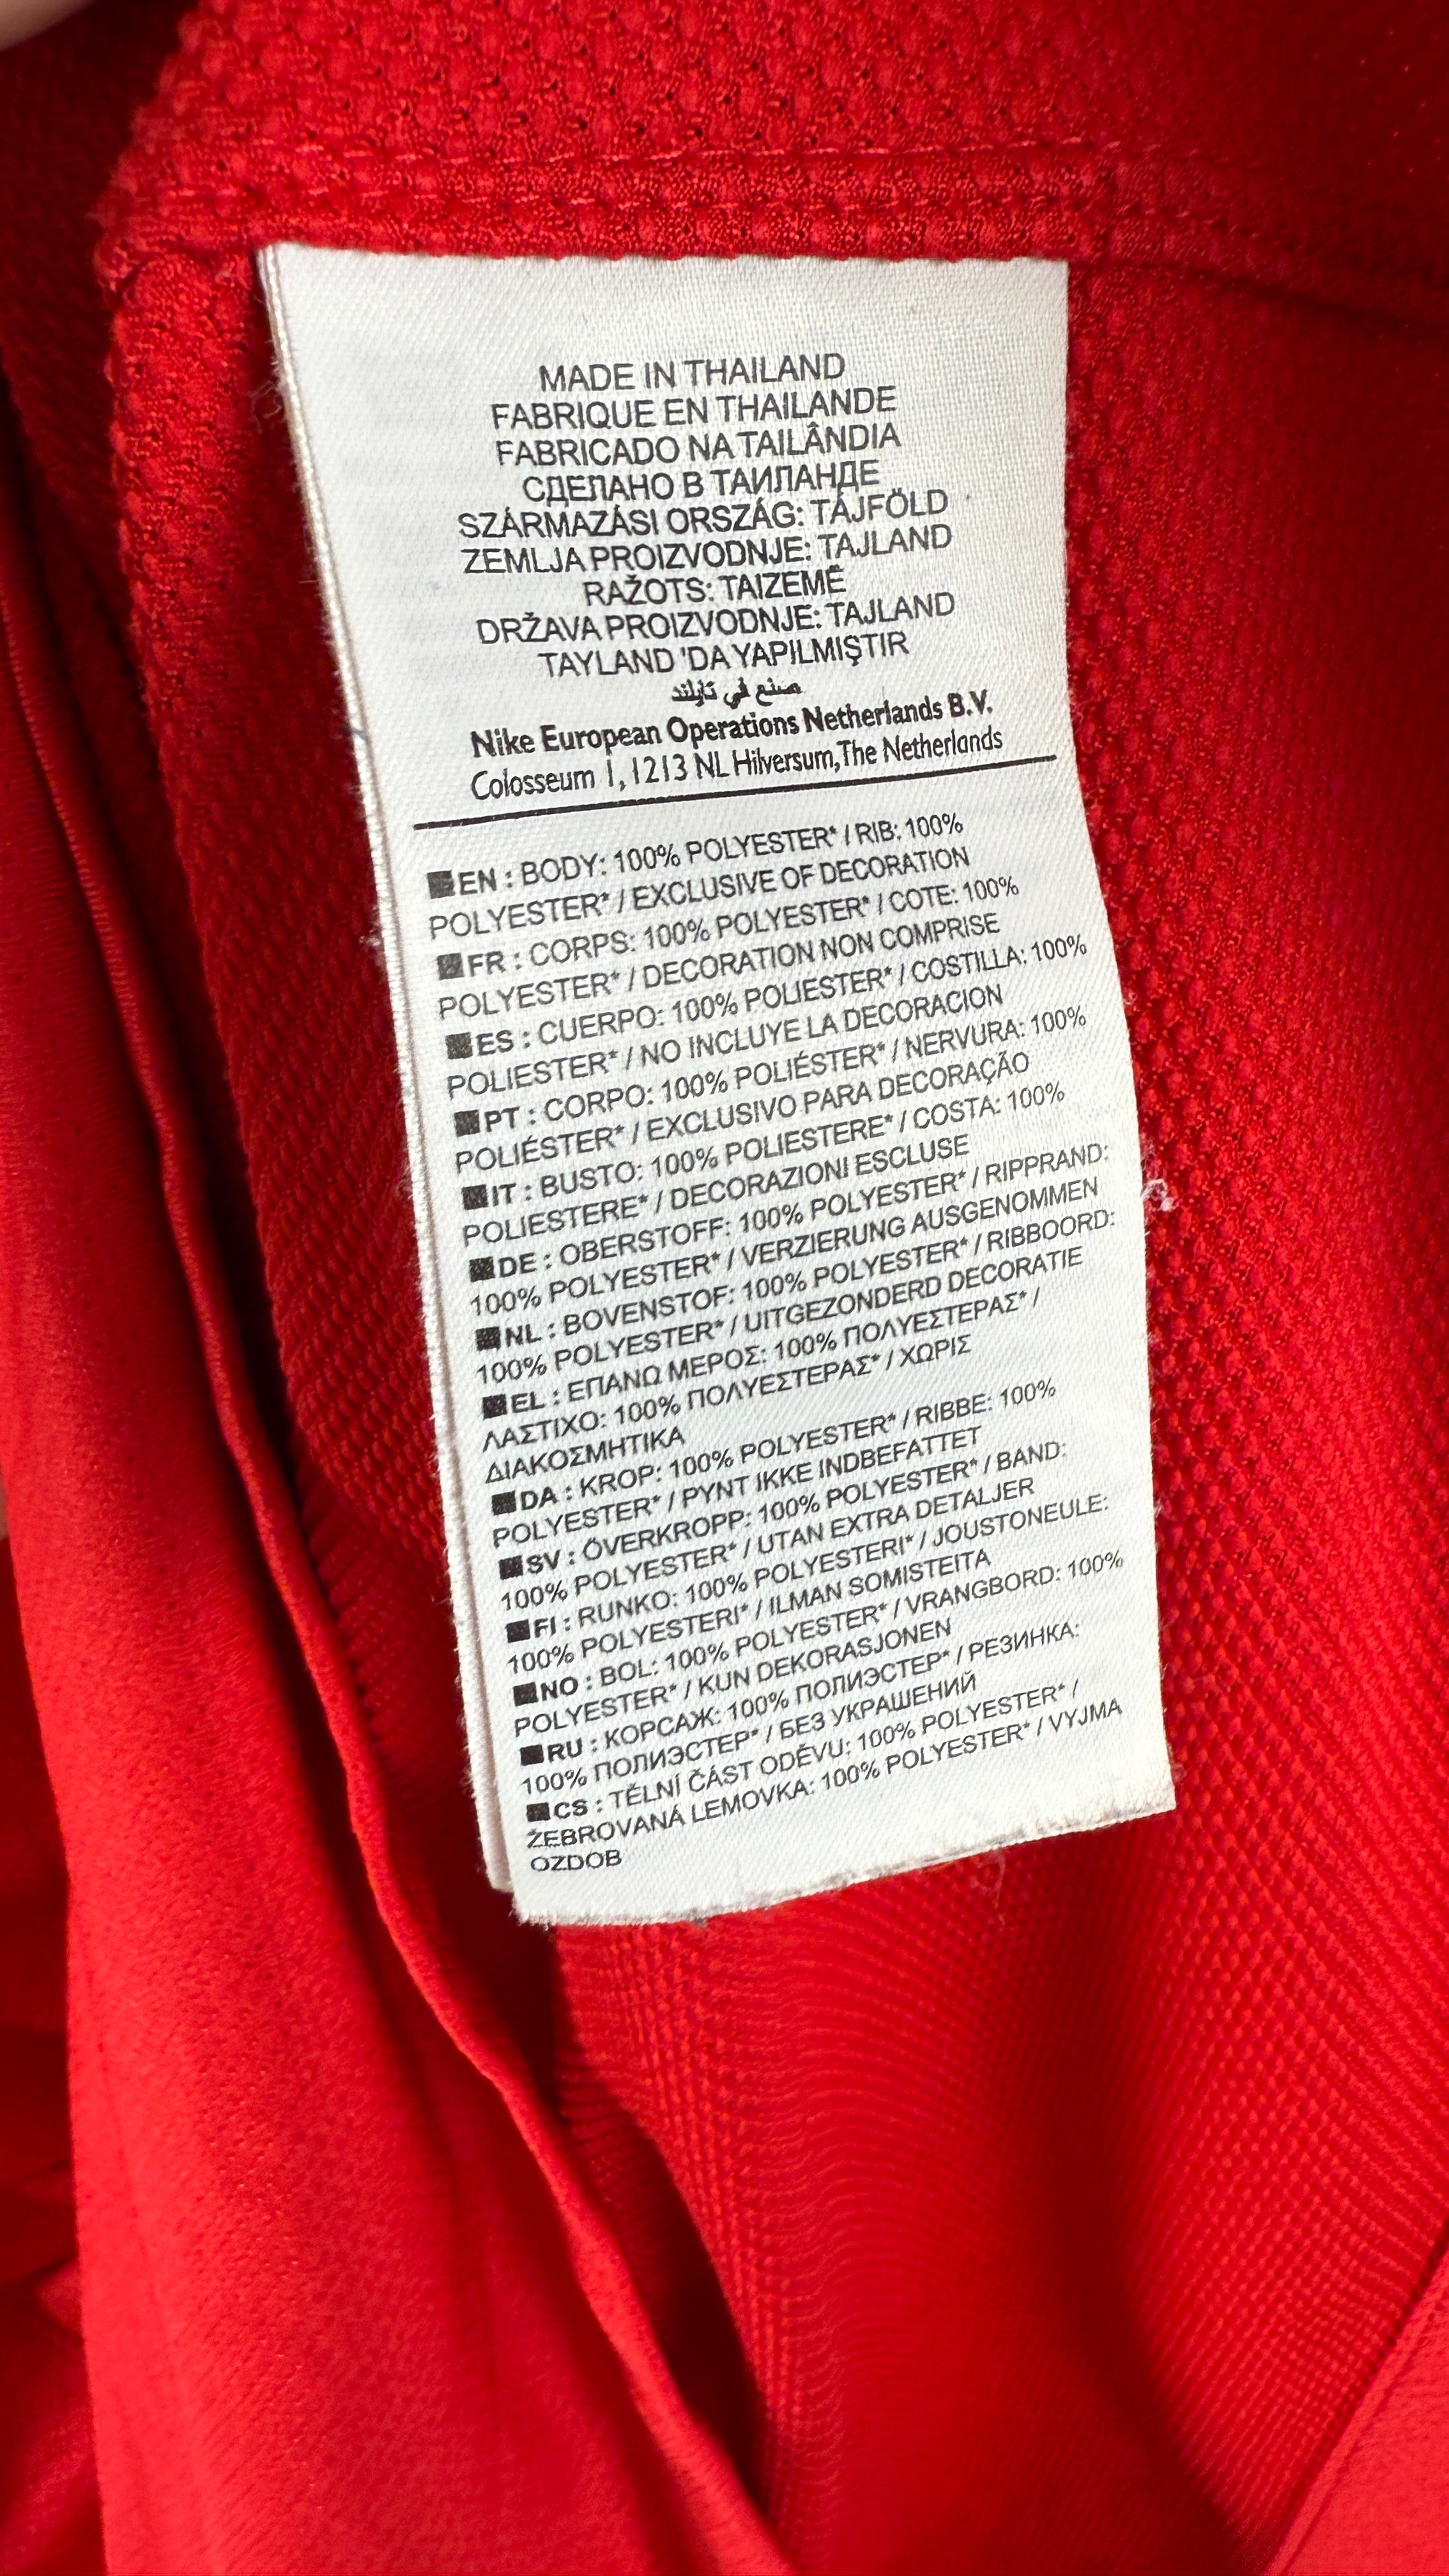 MADE IN THAILAND
FABRIQUE EN THAILANDE
FABRICADO NA TAILÂNDIA
СДЕЛАНО В ТАИЛАНДЕ
SZÁRMAZÁSI ORSZÁG: TÁJFÖLD
ZEMLJA PROIZVODNJE: TAJLAND
RAŽOTS: TAIZEMĒ
DRŽAVA PROIZVODNJE: TAJLAND
TAYLAND 'DA YAPILMIŞTIR
صنع في تايلند
Nike European Operations Netherlands B.V.
Colosseum 1, 1213 NL Hilversum, The Netherlands
EN : BODY: 100% POLYESTER* / RIB: 100%
POLYESTER* / EXCLUSIVE OF DECORATION
FR : CORPS: 100% POLYESTER* / COTE: 100%
POLYESTER* / DECORATION NON COMPRISE
ES : CUERPO: 100% POLIESTER* / COSTILLA: 100%
POLIESTER* / NO INCLUYE LA DECORACION
PT : CORPO: 100% POLIÉSTER* / NERVURA: 100%
POLIÉSTER* / EXCLUSIVO PARA DECORAÇÃO
IT : BUSTO: 100% POLIESTERE* / COSTA: 100%
POLIESTERE* / DECORAZIONI ESCLUSE
DE : OBERSTOFF: 100% POLYESTER* / RIPPRAND:
100% POLYESTER* / VERZIERUNG AUSGENOMMEN
NL : BOVENSTOF: 100% POLYESTER* / RIBBOORD:
100% POLYESTER* / UITGEZONDERD DECORATIE
EL : ΕΠΑΝΩ ΜΕΡΟΣ: 100% ΠΟΛΥΕΣΤΕΡΑΣ* /
ΛΑΣΤΙΧΟ: 100% ΠΟΛΥΕΣΤΕΡΑΣ* / ΧΩΡΙΣ
ΔΙΑΚΟΣΜΗΤΙΚΑ
DA : KROP: 100% POLYESTER* / RIBBE: 100%
POLYESTER* / PYNT IKKE INDBEFATTET
SV : ÖVERKROPP: 100% POLYESTER* / BAND:
100% POLYESTER* / UTAN EXTRA DETALJER
FI : RUNKO: 100% POLYESTERI* / JOUSTONEULE:
100% POLYESTERI* / ILMAN SOMISTEITA
NO : BOL: 100% POLYESTER* / VRANGBORD: 100%
POLYESTER* / KUN DEKORASJONEN
RU : КОРСАЖ: 100% ПОЛИЭСТЕР* / РЕЗИНКА:
100% ПОЛИЭСТЕР* / БЕЗ УКРАШЕНИЙ
CS : TĚLNÍ ČÁST ODĚVU: 100% POLYESTER* /
ŽEBROVANÁ LEMOVKA: 100% POLYESTER* / VYJMA
OZDOB